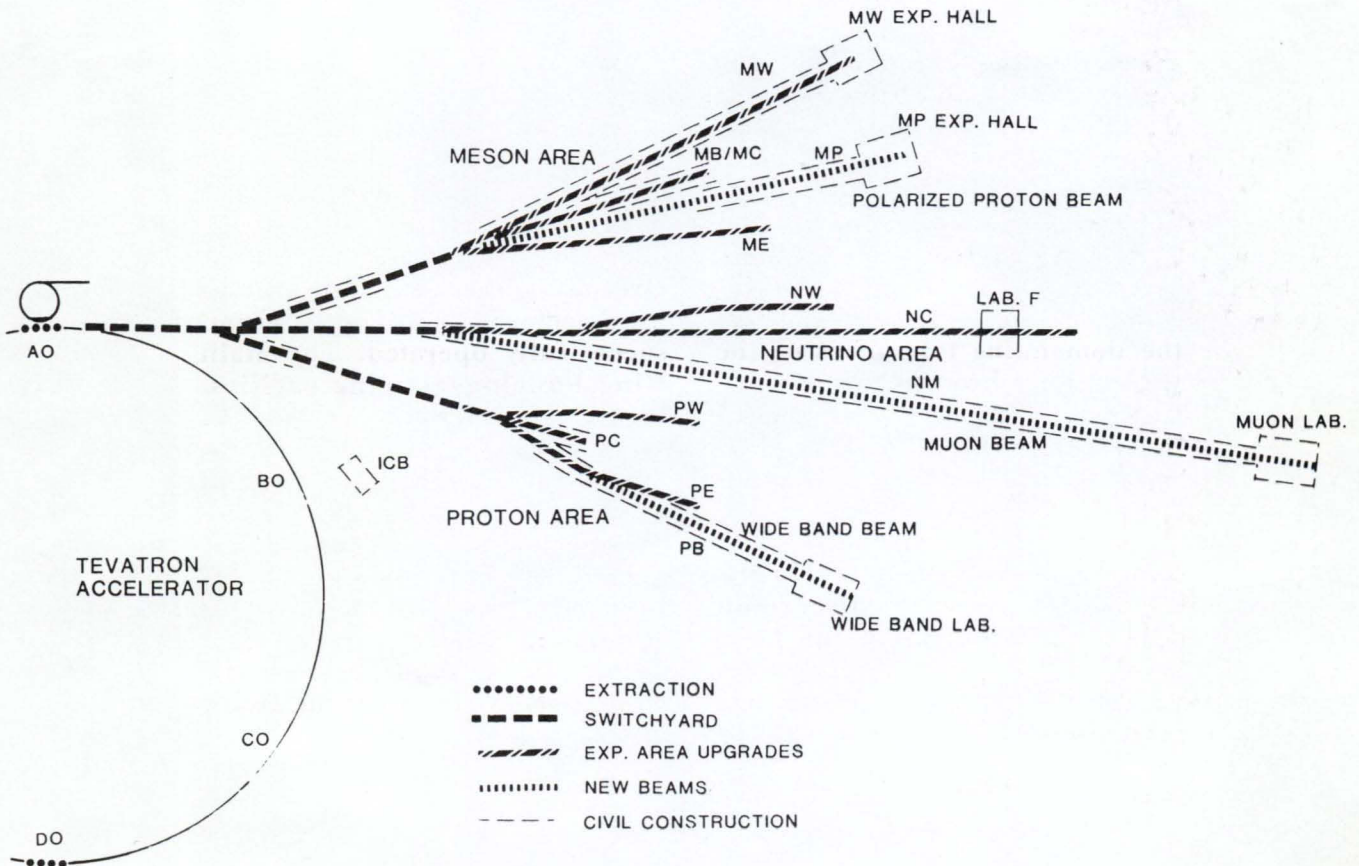 MW EXP. HALL
MW
MP EXP. HALL
MESON AREA
MB/MC
MP
POLARIZED PROTON BEAM
ME
NW
LAB. F
NC
AO
NEUTRINO AREA
NM
MUON LAB.
MUON BEAM
PW
PC
ICB
BO
PE
PROTON AREA
WIDE BAND BEAM
PB
TEVATRON
ACCELERATOR
WIDE BAND LAB.
CO
DO
EXTRACTION
SWITCHYARD
EXP. AREA UPGRADES
NEW BEAMS
CIVIL CONSTRUCTION